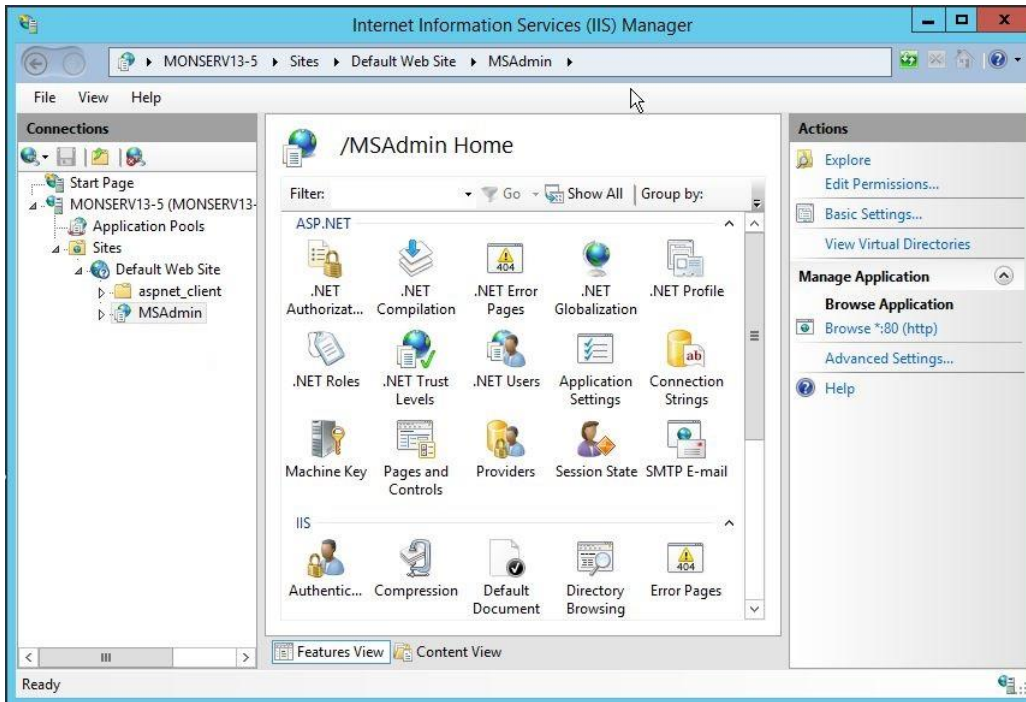 Internet Information Services (IIS) Manager
MONSERV13-5 Sites Default Web Site MSAdmin
File View Help
Connections
Start Page
MONSERV13-5 (MONSERV13-
Application Pools
Sites
Default Web Site
aspnet_client
MSAdmin
/MSAdmin Home
Filter: Go Show All Group by:
ASP.NET
.NET Authorizat...
.NET Compilation
.NET Error Pages
.NET Globalization
.NET Profile
.NET Roles
.NET Trust Levels
.NET Users
Application Settings
Connection Strings
Machine Key
Pages and Controls
Providers
Session State
SMTP E-mail
IIS
Authentic...
Compression
Default Document
Directory Browsing
Error Pages
Features View Content View
Actions
Explore
Edit Permissions...
Basic Settings...
View Virtual Directories
Manage Application
Browse Application
Browse *:80 (http)
Advanced Settings...
Help
Ready